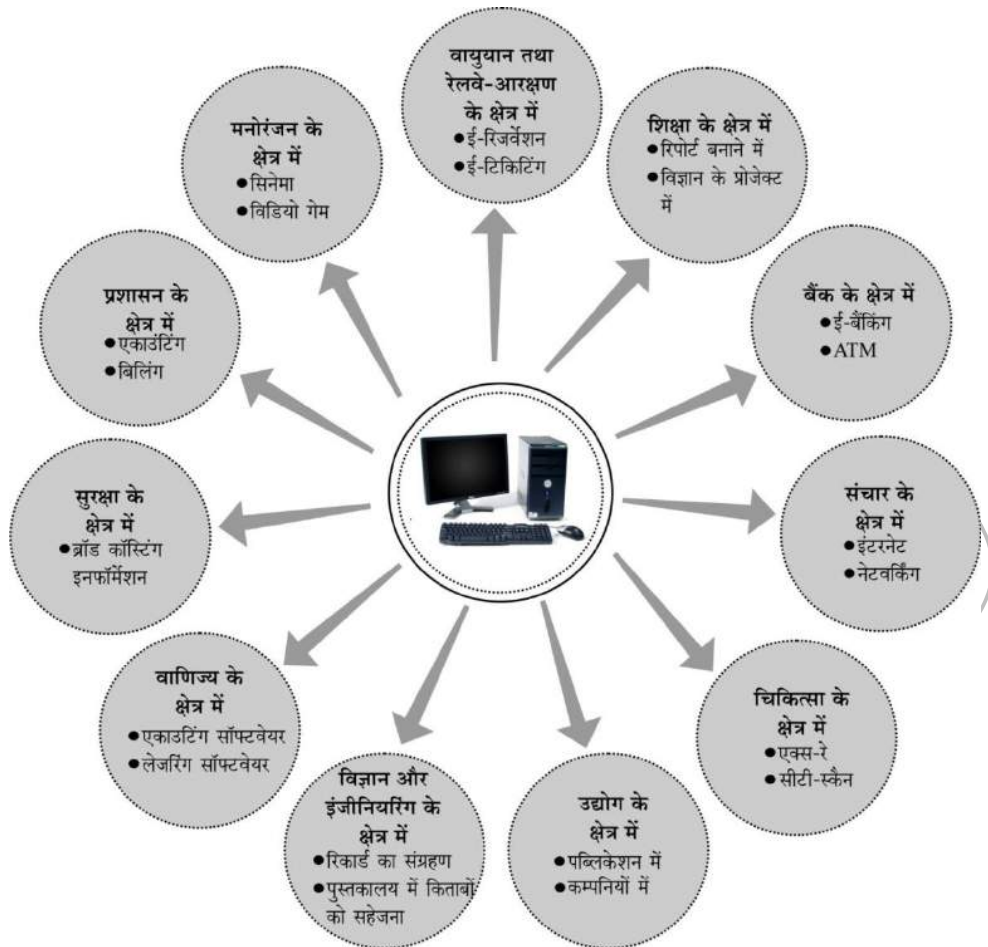 वायुयान तथा
रेलवे-आरक्षण
के क्षेत्र में
●ई-रिजर्वेशन
●ई-टिकिटिंग
शिक्षा के क्षेत्र में
●रिपोर्ट बनाने में
●विज्ञान के प्रोजेक्ट
में
बैंक के क्षेत्र में
●ई-बैंकिंग
●ATM
संचार के
क्षेत्र में
●इंटरनेट
●नेटवर्किंग
चिकित्सा के
क्षेत्र में
●एक्स-रे
●सीटी-स्कैन
उद्योग के
क्षेत्र में
●पब्लिकेशन में
●कम्पनियों में
विज्ञान और
इंजीनियरिंग के
क्षेत्र में
●रिकार्ड का संग्रहण
●पुस्तकालय में किताबों
को सहेजना
वाणिज्य के
क्षेत्र में
●एकाउटिंग सॉफ्टवेयर
●लेजरिंग सॉफ्टवेयर
सुरक्षा के
क्षेत्र में
●ब्रॉड कॉस्टिंग
इनफॉर्मेशन
प्रशासन के
क्षेत्र में
●एकाउंटिंग
●बिलिंग
मनोरंजन के
क्षेत्र में
●सिनेमा
●विडियो गेम